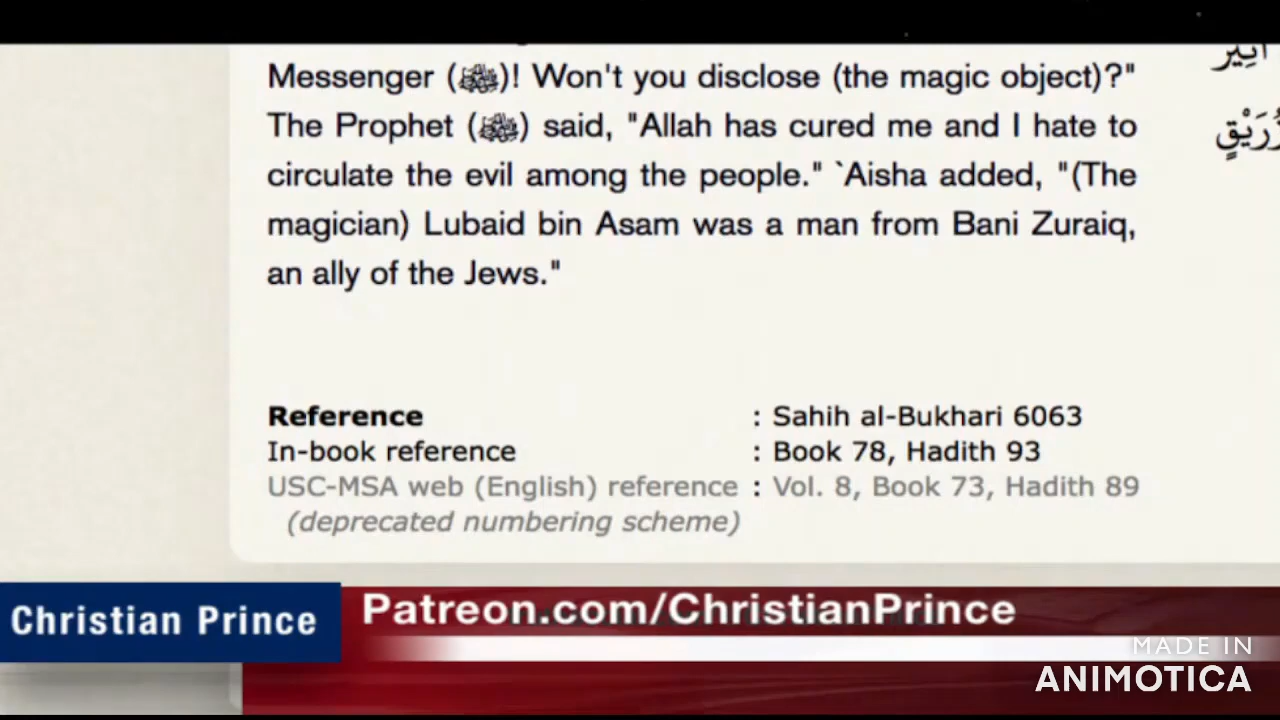 Messenger (ﷺ)! Won't you disclose (the magic object)?"
The Prophet (ﷺ) said, "Allah has cured me and I hate to
circulate the evil among the people." `Aisha added, "(The
magician) Lubaid bin Asam was a man from Bani Zuraiq,
an ally of the Jews."
زُرَيْقٍ
Reference : Sahih al-Bukhari 6063
In-book reference : Book 78, Hadith 93
USC-MSA web (English) reference : Vol. 8, Book 73, Hadith 89
(deprecated numbering scheme)
Christian Prince
Patreon.com/ChristianPrince
MADE IN
ANIMOTICA